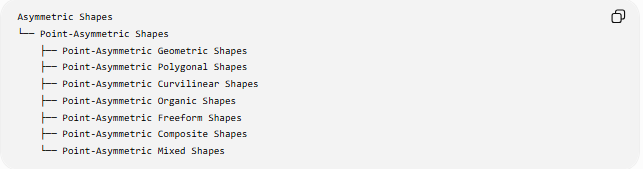 Asymmetric Shapes
└── Point-Asymmetric Shapes
    ├── Point-Asymmetric Geometric Shapes
    ├── Point-Asymmetric Polygonal Shapes
    ├── Point-Asymmetric Curvilinear Shapes
    ├── Point-Asymmetric Organic Shapes
    ├── Point-Asymmetric Freeform Shapes
    ├── Point-Asymmetric Composite Shapes
    └── Point-Asymmetric Mixed Shapes